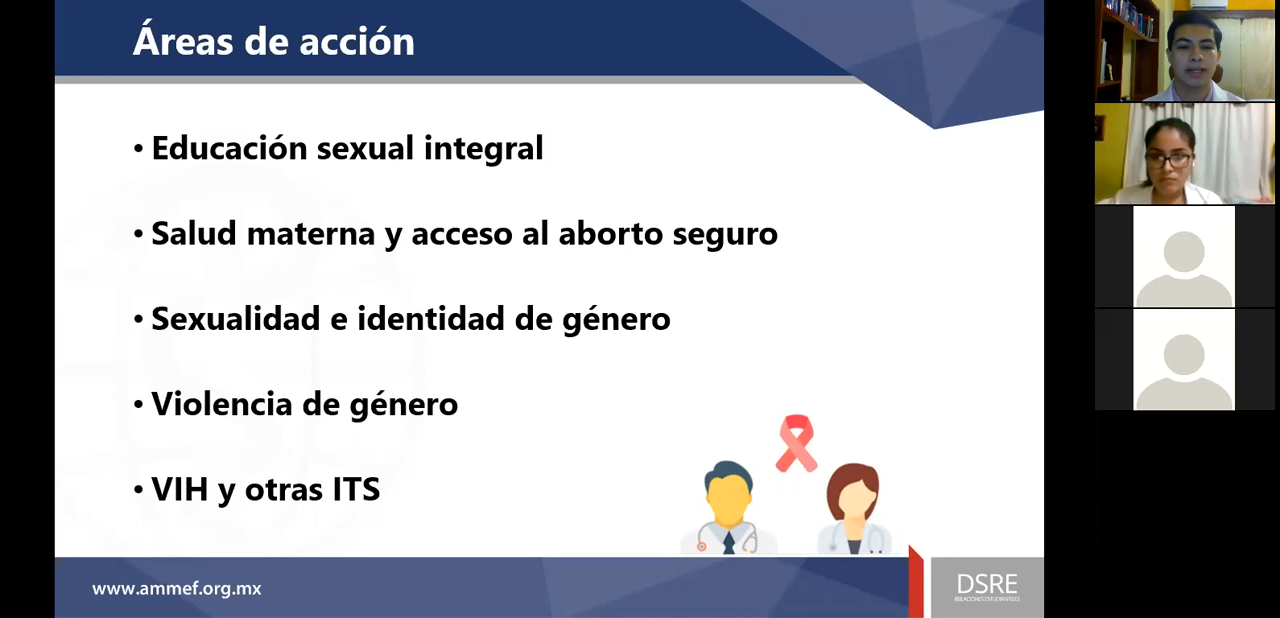 Áreas de acción
• Educación sexual integral
• Salud materna y acceso al aborto seguro
• Sexualidad e identidad de género
• Violencia de género
• VIH y otras ITS
www.ammef.org.mx
DSRE